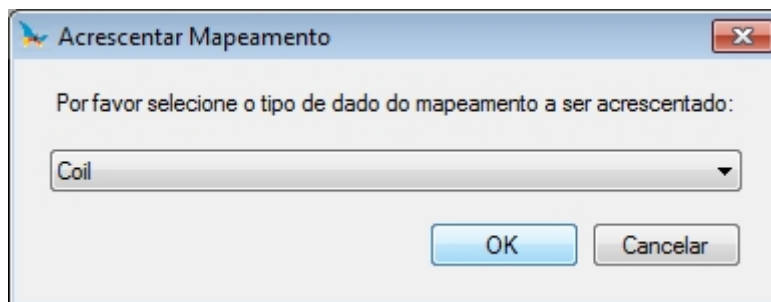 Acrescentar Mapeamento
Por favor selecione o tipo de dado do mapeamento a ser acrescentado:
Coil
OK
Cancelar